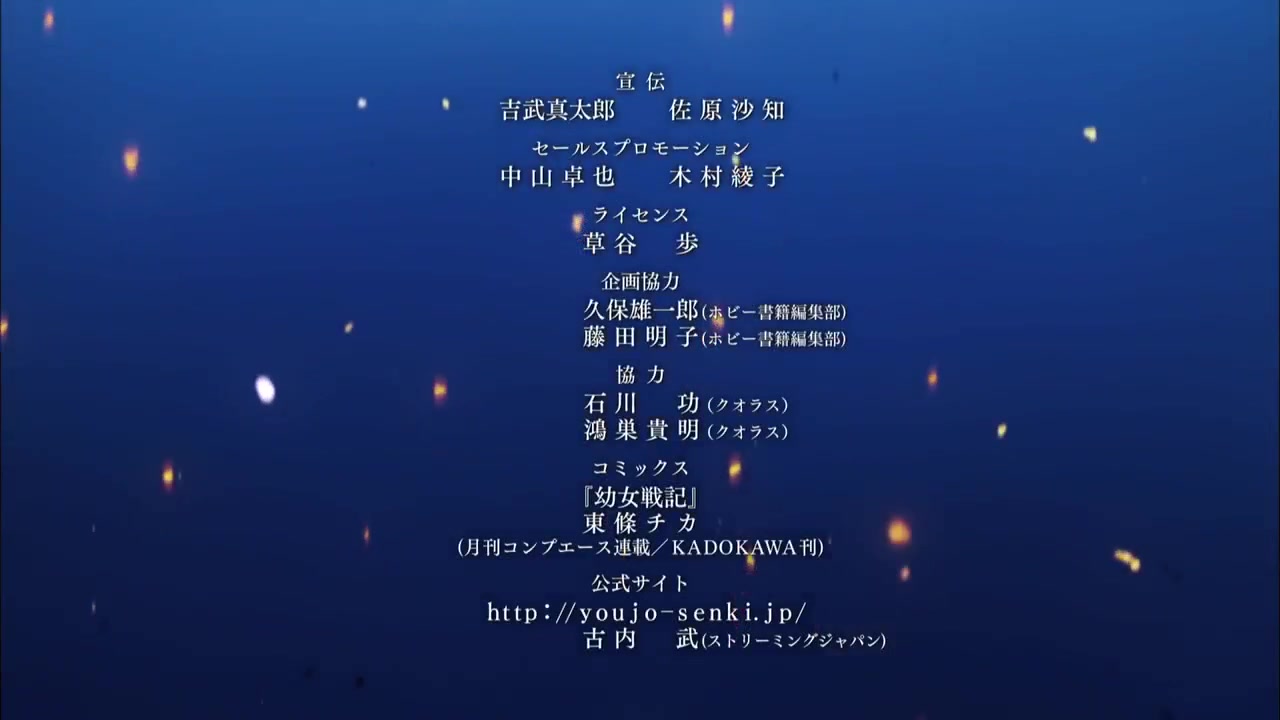 宣伝
吉武真太郎　佐原沙知
セールスプロモーション
中山卓也　木村綾子
ライセンス
草谷　歩
企画協力
久保雄一郎(ホビー書籍編集部)
藤田明子(ホビー書籍編集部)
協力
石川　功(クオラス)
鴻巣貴明(クオラス)
コミックス
『幼女戦記』
東條チカ
(月刊コンプエース連載／KADOKAWA刊)
公式サイト
http://youjo-senki.jp/
古内　武(ストリーミングジャパン)